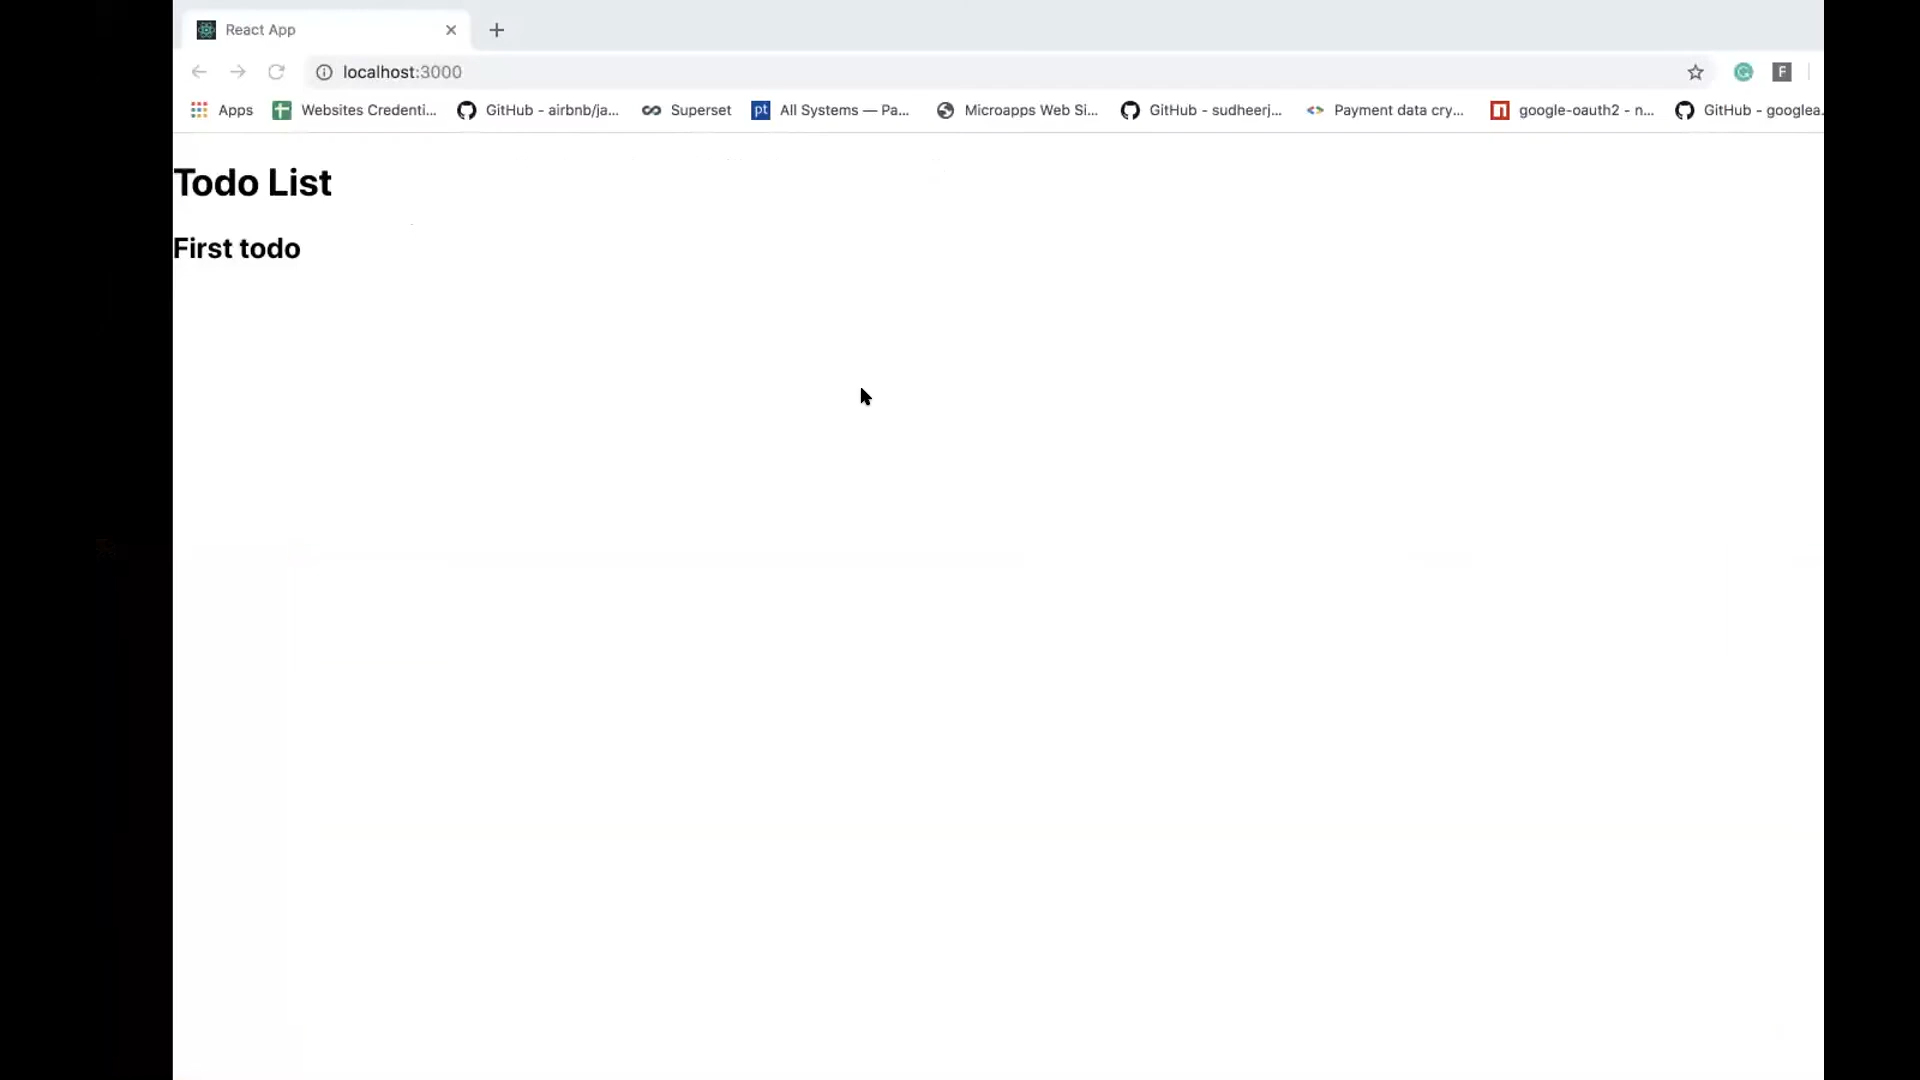 React App
localhost:3000
Apps Websites Credenti... GitHub - airbnb/ja... Superset pt All Systems — Pa... Microapps Web Si... GitHub - sudheerj... Payment data cry... google-oauth2 - n... GitHub - googlea.
Todo List
First todo